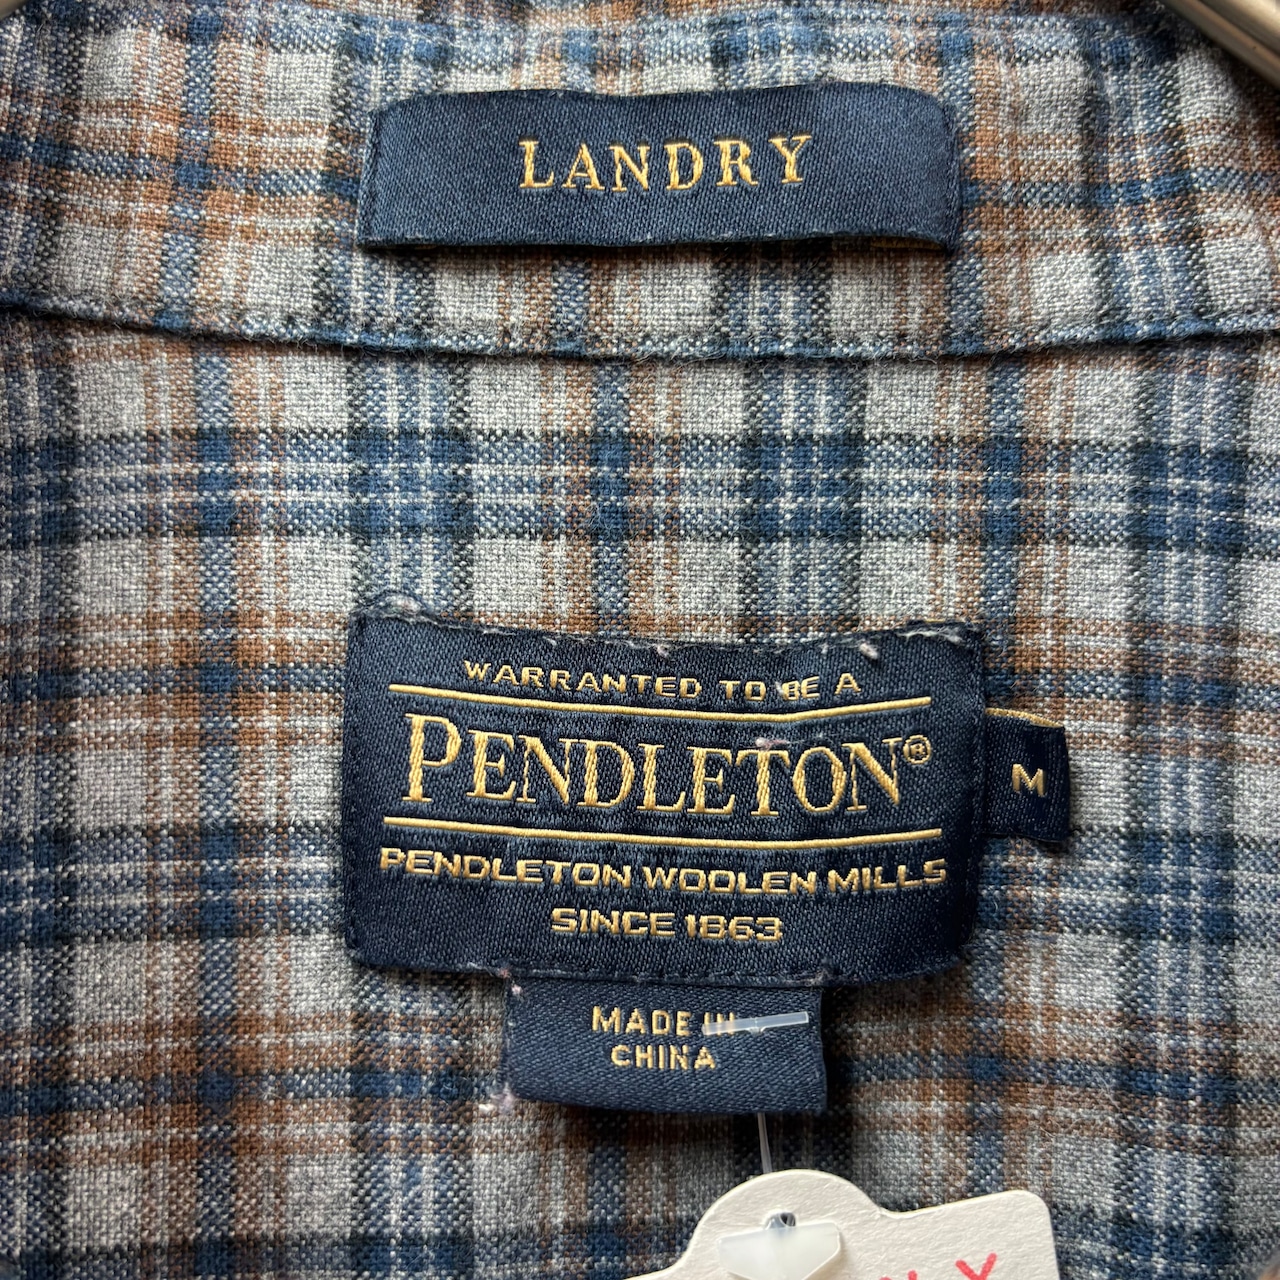 LANDRY
WARRANTED TO BE A
PENDLETON®
M
PENDLETON WOOLEN MILLS
SINCE 1863
MADE IN
CHINA